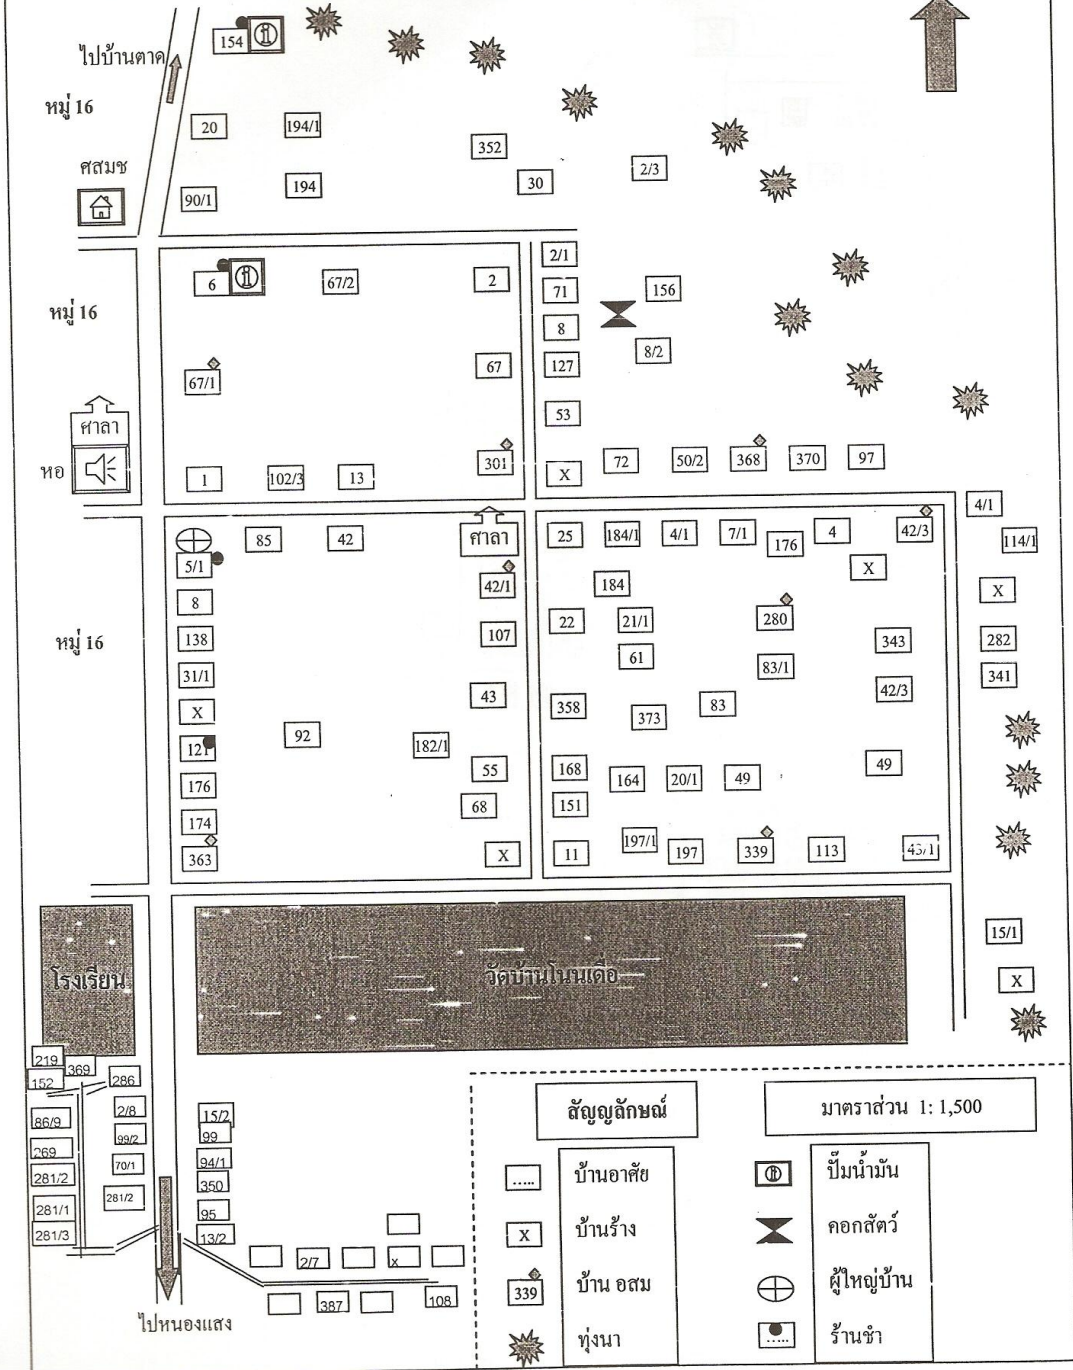 154
ไปบ้านตาด
หมู่ 16
20 194/1
352
ศสมช
90/1 194 30 2/3
2/1
6 67/2 2 71 156
หมู่ 16
8
8/2
67/1 67 127
53
ศาลา
หอ
1 102/3 13 301 X 72 50/2 368 370 97
4/1
85 42 ศาลา 25 184/1 4/1 7/1 176 4 42/3 114/1
5/1 X
8 42/1 184 X
138 107 22 21/1 280 343 282
หมู่ 16
31/1 61 83/1 341
X 43 358 373 83 42/3
121 92 182/1
176 55 168 164 20/1 49 49
174 68 151
363 X 11 197/1 197 339 113 43/1
โรงเรียน วัดบ้านโนนเดื่อ
15/1
X
219
369
152 286
86/9 2/8 15/2
99/2 99
269 70/1 94/1
281/2 281/2 350
281/1 95
281/3 13/2
2/7 x
387 108
ไปหนองแสง
สัญญลักษณ์ มาตราส่วน 1: 1,500
..... บ้านอาศัย ปั๊มน้ำมัน
X บ้านร้าง คอกสัตว์
339 บ้าน อสม ผู้ใหญ่บ้าน
ทุ่งนา ..... ร้านชำ